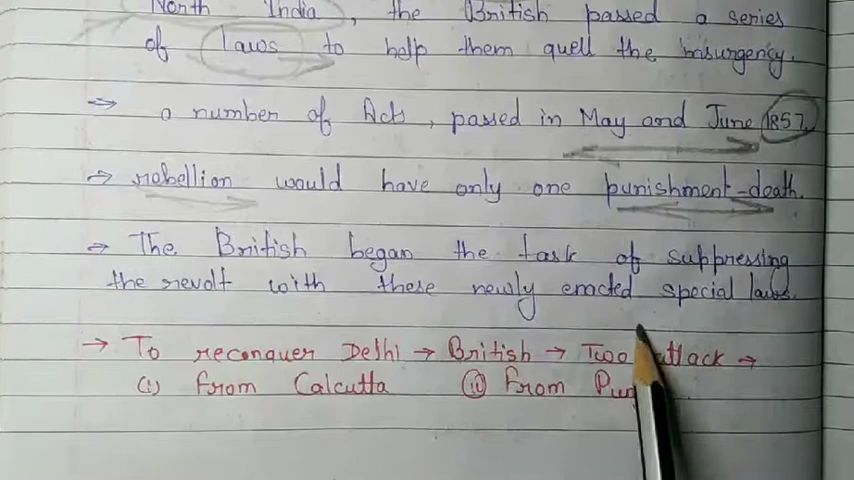 North India, the British passed a series
of laws to help them quell the insurgency.
⇒ a number of Acts, passed in May and June 1857.
⇒ rebellion would have only one punishment-death.
⇒ The British began the task of suppressing
the revolt with these newly enacted special laws.
→ To reconquer Delhi → British → Two attack →
(i) from Calcutta (ii) from